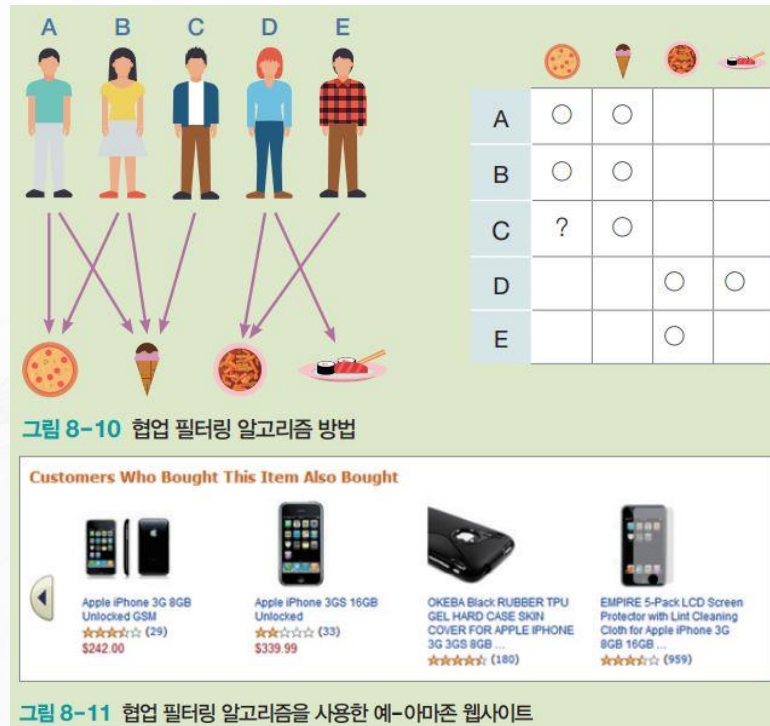 A B C D E
A ○ ○
B ○ ○
C ? ○
D ○ ○
E ○
그림 8-10 협업 필터링 알고리즘 방법
Customers Who Bought This Item Also Bought
Apple iPhone 3G 8GB
Unlocked GSM
(29)
$242.00
Apple iPhone 3GS 16GB
Unlocked
(33)
$339.99
OKEBA Black RUBBER TPU
GEL HARD CASE SKIN
COVER FOR APPLE IPHONE
3G 3GS 8GB ...
(180)
EMPIRE 5-Pack LCD Screen
Protector with Lint Cleaning
Cloth for Apple iPhone 3G
8GB 16GB ...
(959)
그림 8-11 협업 필터링 알고리즘을 사용한 예-아마존 웹사이트